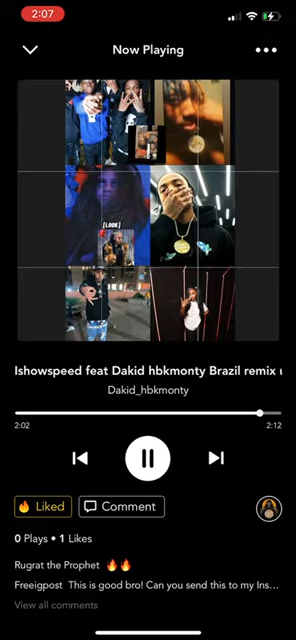 2:07
Now Playing
[LOOK]
Ishowspeed feat Dakid hbkmonty Brazil remix u
Dakid_hbkmonty
2:02
2:12
🔥 Liked
Comment
0 Plays • 1 Likes
Rugrat the Prophet 🔥🔥
Freeigpost This is good bro! Can you send this to my Ins...
View all comments